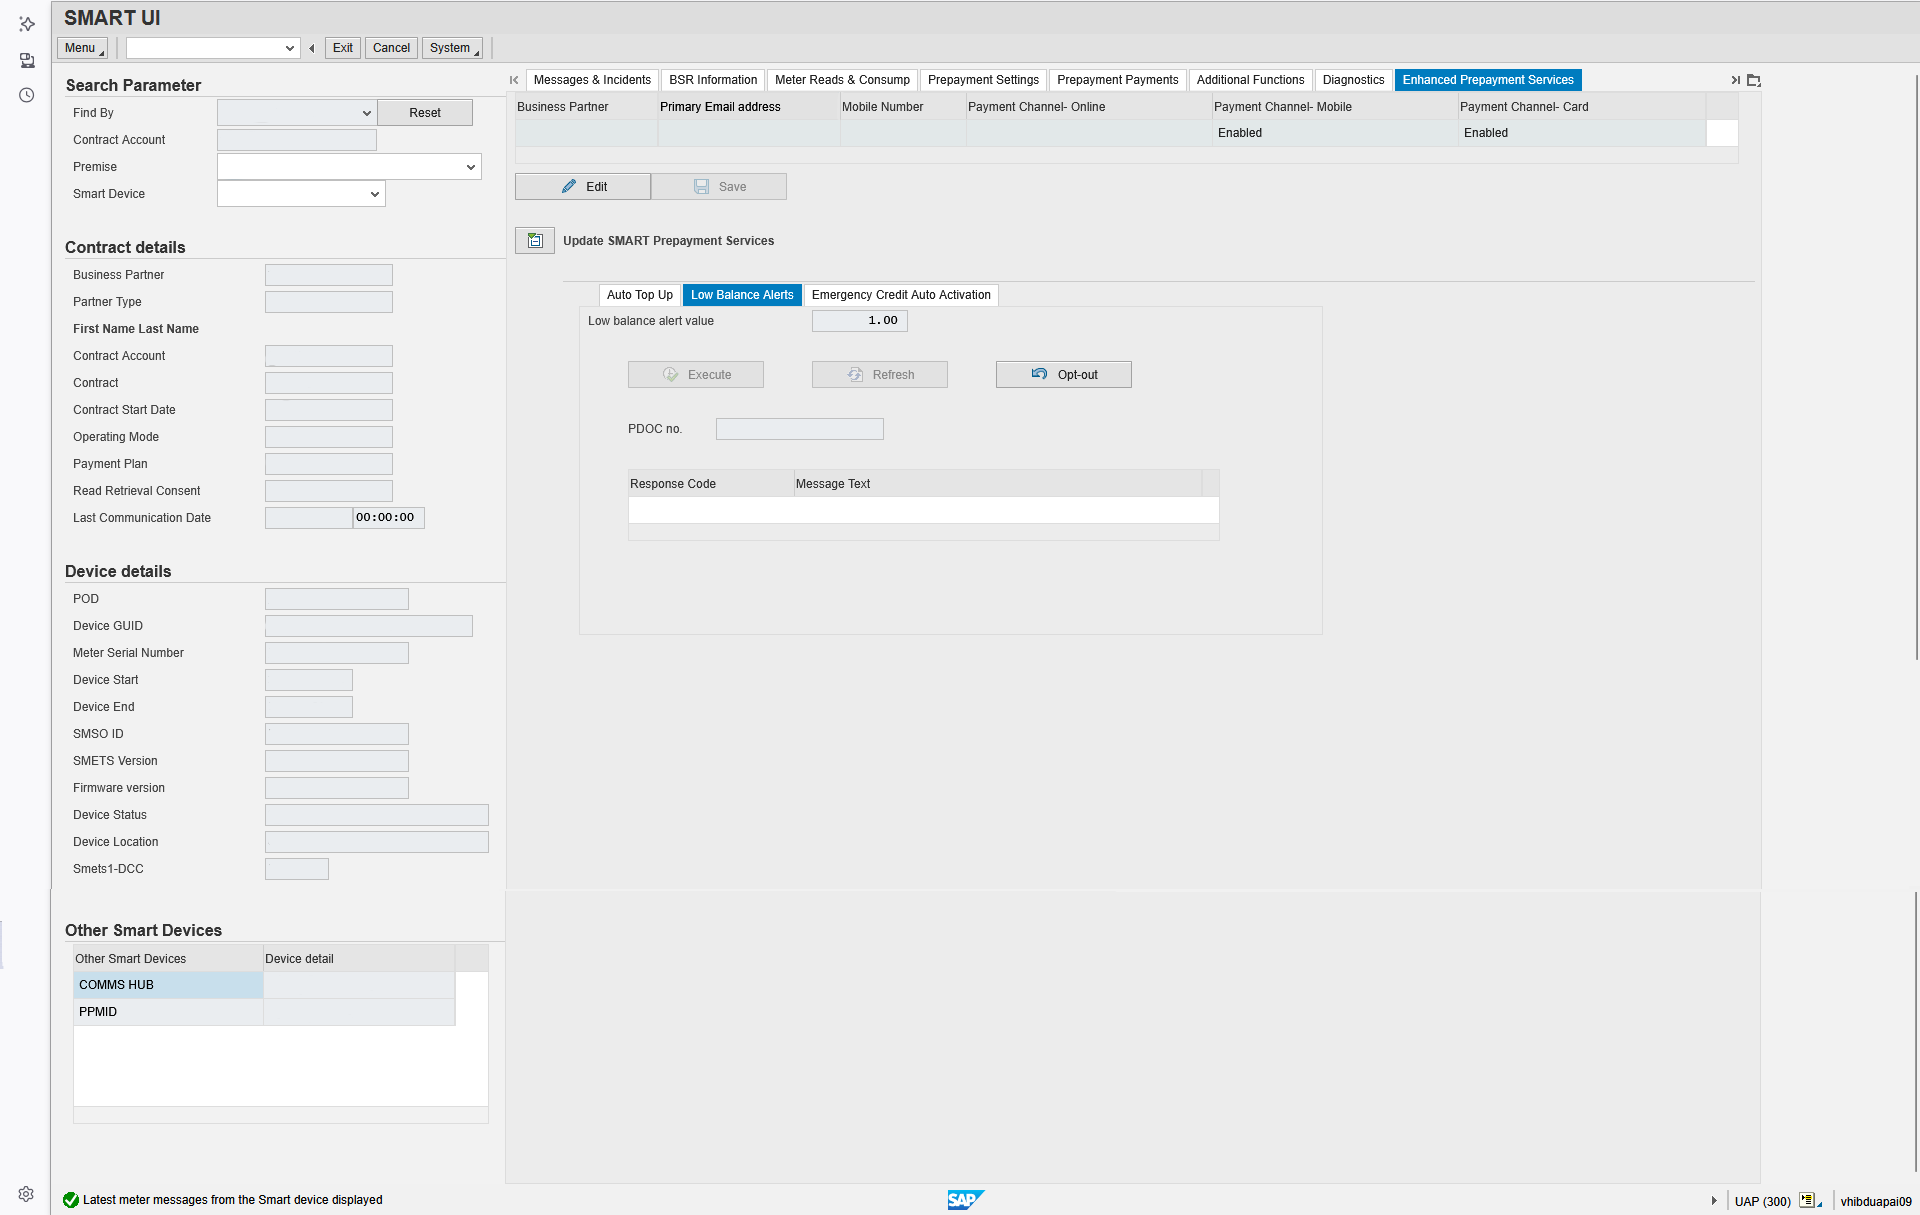 SMART UI
Menu
Exit
Cancel
System
Search Parameter
Find By
Reset
Contract Account
Premise
Smart Device
Contract details
Business Partner
Partner Type
First Name Last Name
Contract Account
Contract
Contract Start Date
Operating Mode
Payment Plan
Read Retrieval Consent
Last Communication Date 00:00:00
Device details
POD
Device GUID
Meter Serial Number
Device Start
Device End
SMSO ID
SMETS Version
Firmware version
Device Status
Device Location
Smets1-DCC
Other Smart Devices
Other Smart Devices Device detail
COMMS HUB
PPMID
Messages & Incidents BSR Information Meter Reads & Consump Prepayment Settings Prepayment Payments Additional Functions Diagnostics Enhanced Prepayment Services
Business Partner Primary Email address Mobile Number Payment Channel- Online Payment Channel- Mobile Payment Channel- Card
Enabled Enabled
Edit Save
Update SMART Prepayment Services
Auto Top Up Low Balance Alerts Emergency Credit Auto Activation
Low balance alert value 1.00
Execute Refresh Opt-out
PDOC no.
Response Code Message Text
Latest meter messages from the Smart device displayed
SAP
UAP (300)
vhibduapai09